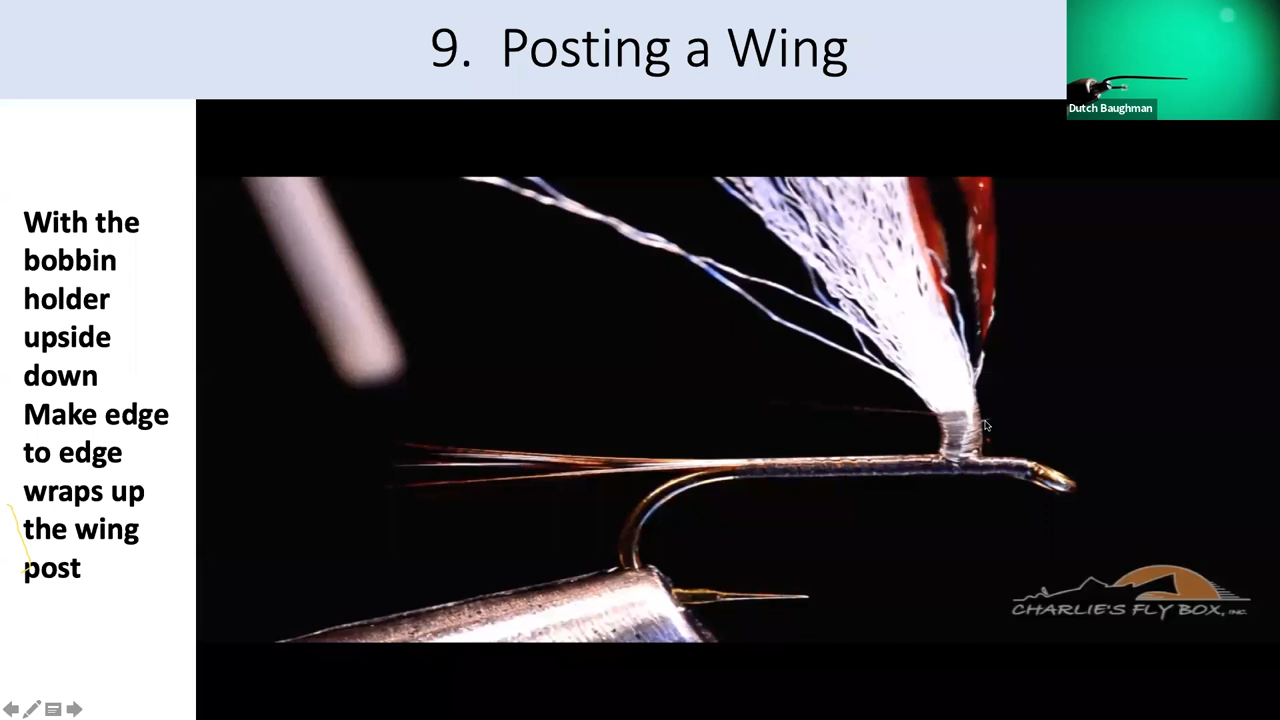 9. Posting a Wing
Dutch Baughman
With the
bobbin
holder
upside
down
Make edge
to edge
wraps up
the wing
post
CHARLIE'S FLY BOX, INC.